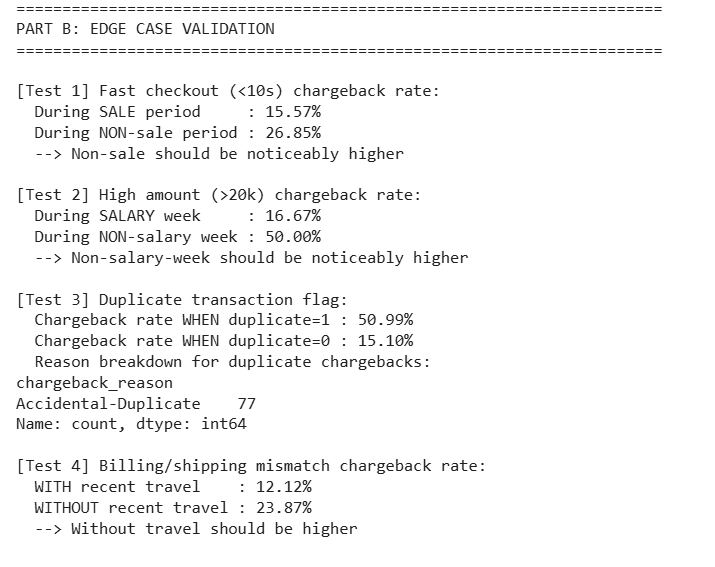 ======================================================================
PART B: EDGE CASE VALIDATION
======================================================================

[Test 1] Fast checkout (<10s) chargeback rate:
  During SALE period     : 15.57%
  During NON-sale period : 26.85%
  --> Non-sale should be noticeably higher

[Test 2] High amount (>20k) chargeback rate:
  During SALARY week     : 16.67%
  During NON-salary week : 50.00%
  --> Non-salary-week should be noticeably higher

[Test 3] Duplicate transaction flag:
  Chargeback rate WHEN duplicate=1 : 50.99%
  Chargeback rate WHEN duplicate=0 : 15.10%
  Reason breakdown for duplicate chargebacks:
chargeback_reason
Accidental-Duplicate    77
Name: count, dtype: int64

[Test 4] Billing/shipping mismatch chargeback rate:
  WITH recent travel    : 12.12%
  WITHOUT recent travel : 23.87%
  --> Without travel should be higher